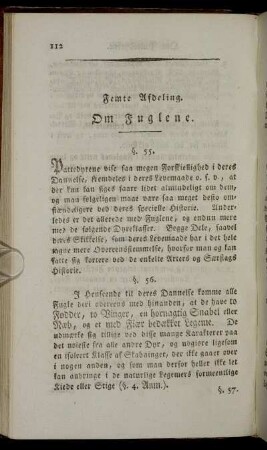 112
Femte Afdeling.
Om Fuglene.
§. 55.
Pattedyrene vise saa megen Forskiellighed i deres
Dannelse, Kiendetegn i deres Levemaade o. s. v., at
der kun kan siges saare lidet almindeligt om dem,
og man følgeligen maae være saa meget desto om-
stændeligere ved deres specielle Historie. Ander-
ledes er det allerede med Fuglene, og endnu mere
med de følgende Dyreklasser. Begge Dele, saavel
deres Skikkelse, som deres Levemaade har i det hele
større mere Overeensstemmelse, hvorfor man og kan
fatte sig kortere ved de enkelte Arters og Særslags
Historie.
§. 56.
I Henseende til deres Dannelse komme alle
Fugle deri overeens med hinanden, at de have to
Fødder, to Vinger, en hornagtig Snabel eller
Næb, og et med Fiær bedækket Legeme. De
udmærke sig tillige ved disse mange Karakterer paa
det nøieste fra alle andre Dyr, og udgiøre ligesom
en isoleret Klasse af Skabninger, der ikke gaaer over
i nogen anden, og som man derfor heller ikke let
kan anbringe i de naturlige Legemers formeentlige
Kiede eller Stige (§. 4. Anm.).
§. 57.